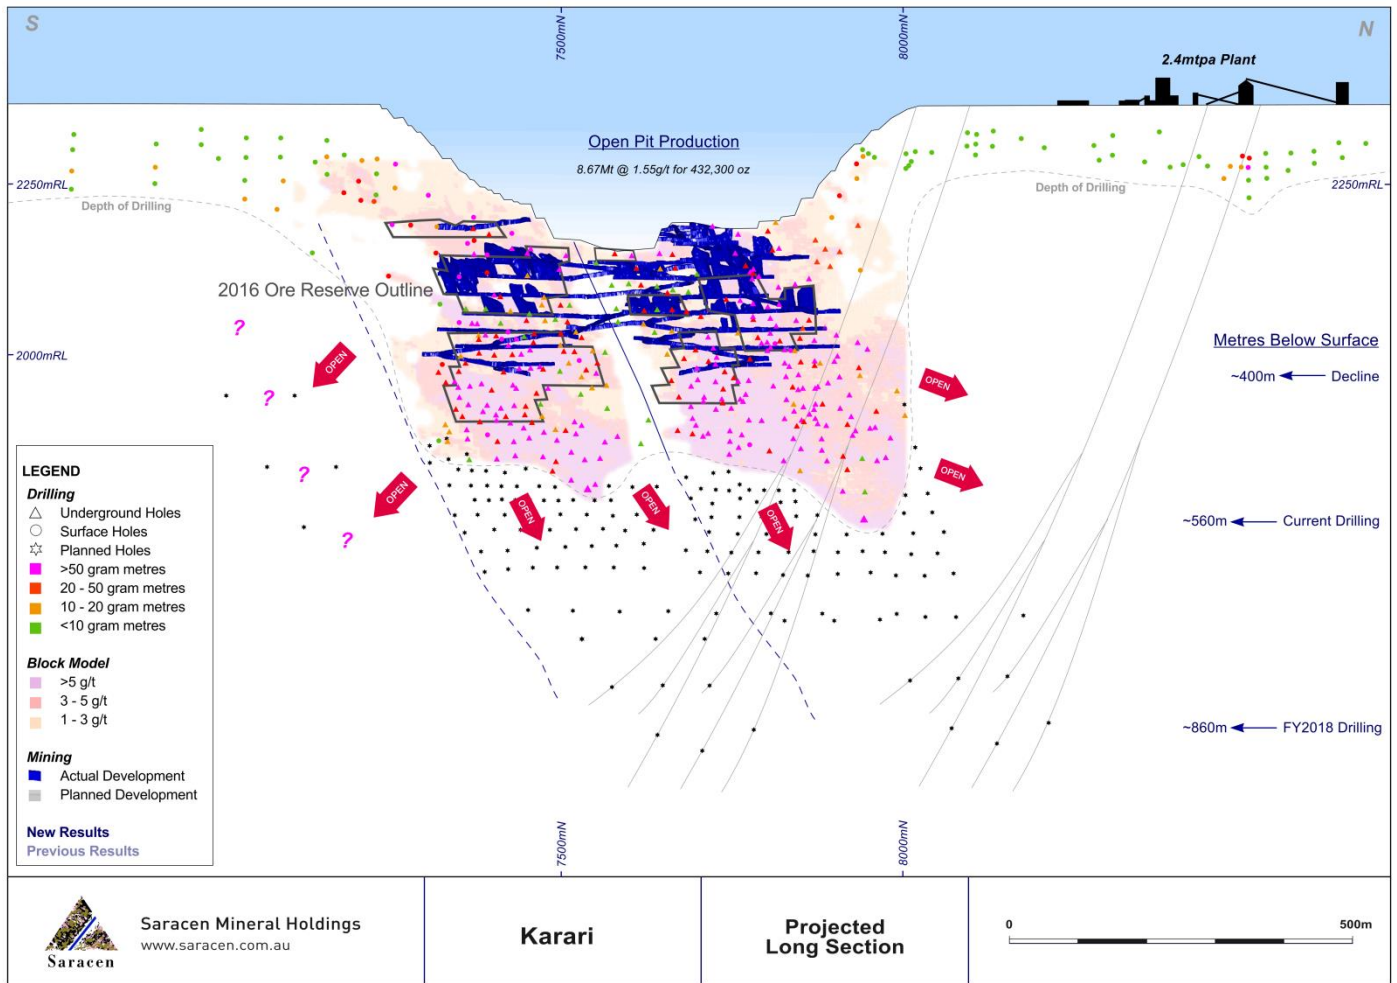 S
7500mN
8000mN
N
2.4mtpa Plant
Open Pit Production
8.67Mt @ 1.55g/t for 432,300 oz
2250mRL
2250mRL
Depth of Drilling
Depth of Drilling
2016 Ore Reserve Outline
?
2000mRL
Metres Below Surface
~400m
Decline
OPEN
OPEN
?
?
OPEN
OPEN
OPEN
OPEN
OPEN
?
~560m
Current Drilling
~860m
FY2018 Drilling
LEGEND
Drilling
Underground Holes
Surface Holes
Planned Holes
>50 gram metres
20 - 50 gram metres
10 - 20 gram metres
<10 gram metres
Block Model
>5 g/t
3 - 5 g/t
1 - 3 g/t
Mining
Actual Development
Planned Development
New Results
Previous Results
7500mN
8000mN
Saracen
Saracen Mineral Holdings
www.saracen.com.au
Karari
Projected
Long Section
0
500m